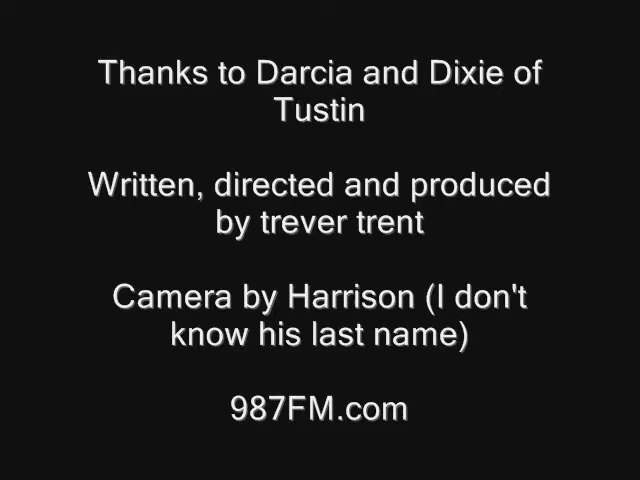 Thanks to Darcia and Dixie of
Tustin
Written, directed and produced
by trever trent
Camera by Harrison (I don't
know his last name)
987FM.com